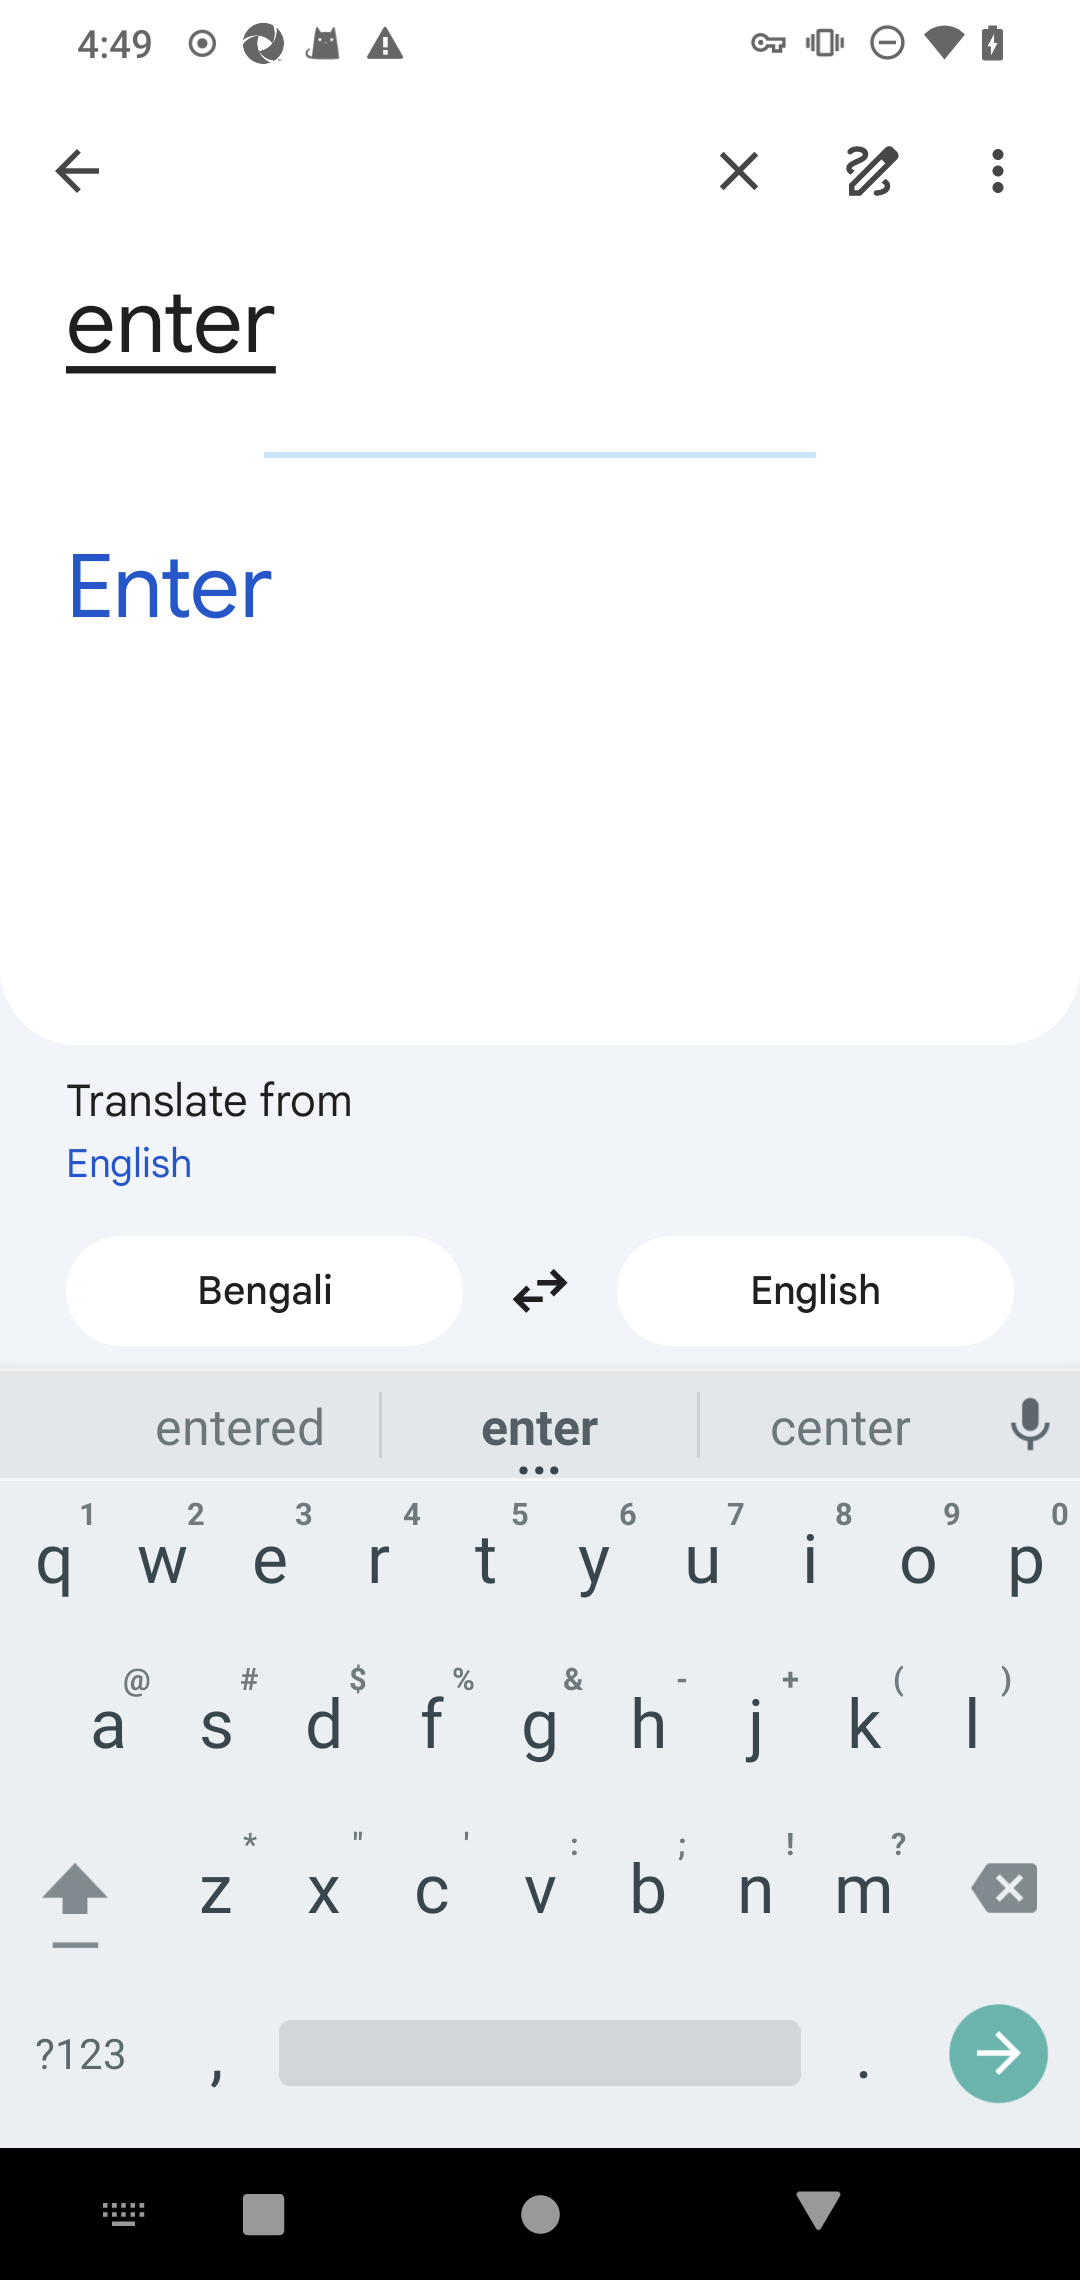 4:49
enter
Enter
Translate from
English
Bengali English
entered enter center
1 2 3 4 5 6 7 8 9 0
q w e r t y u i o p
@ # $ % & - + ( )
a s d f g h j k l
* " ' : ; ! ?
z x c v b n m
?123 , .